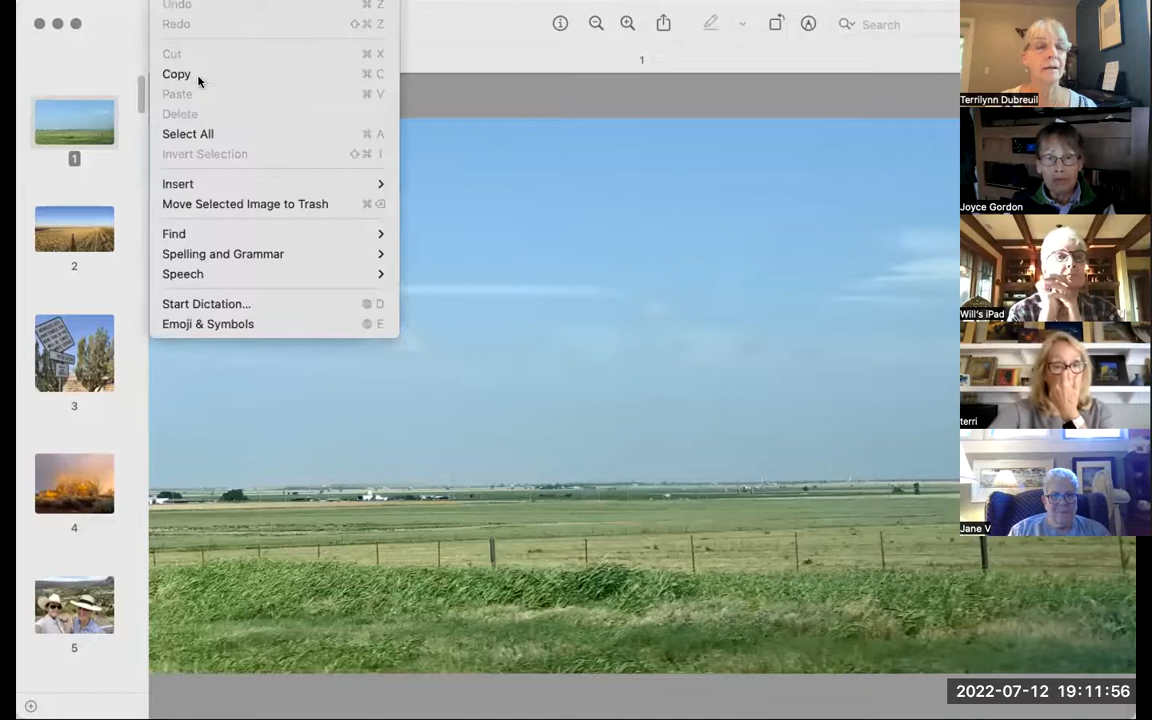 Undo ⌘ Z
Redo ⇧⌘ Z
Cut ⌘ X
Copy ⌘ C
Paste ⌘ V
Delete
Select All ⌘ A
Invert Selection ⇧⌘ I
Insert
Move Selected Image to Trash ⌘⌫
Find
Spelling and Grammar
Speech
Start Dictation... D
Emoji & Symbols E
Search
1
1
2
3
4
5
Terrilynn Dubreuil
Joyce Gordon
Will's iPad
terri
Jane V
2022-07-12 19:11:56